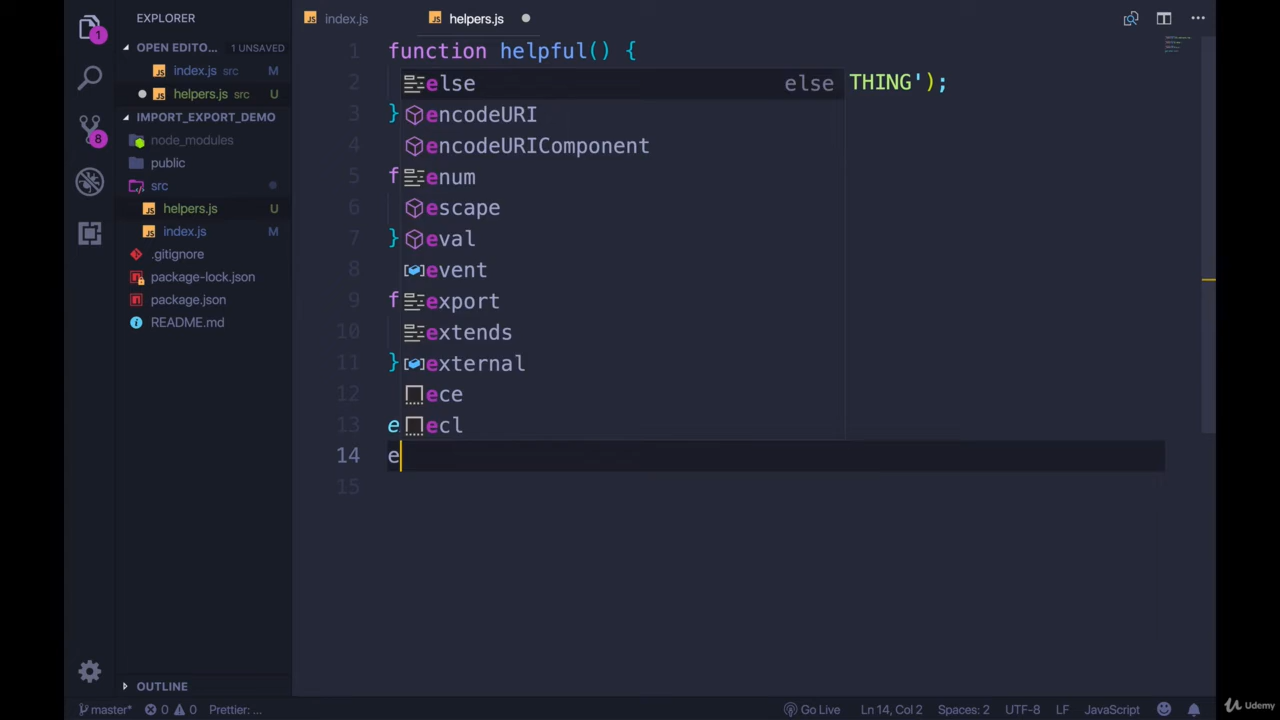 EXPLORER
OPEN EDITO... 1 UNSAVED
index.js src M
helpers.js src U
IMPORT_EXPORT_DEMO
node_modules
public
src
helpers.js U
index.js M
.gitignore
package-lock.json
package.json
README.md
OUTLINE
1
8
index.js
helpers.js
1 function helpful() {
2 THING');
3 }
4
5 f
6
7 }
8
9 f
10
11 }
12
13 e
14 e
15
else else
encodeURI
encodeURIComponent
enum
escape
eval
event
export
extends
external
ece
ecl
master* 0 0 Prettier: ...
Go Live Ln 14, Col 2 Spaces: 2 UTF-8 LF JavaScript
Udemy